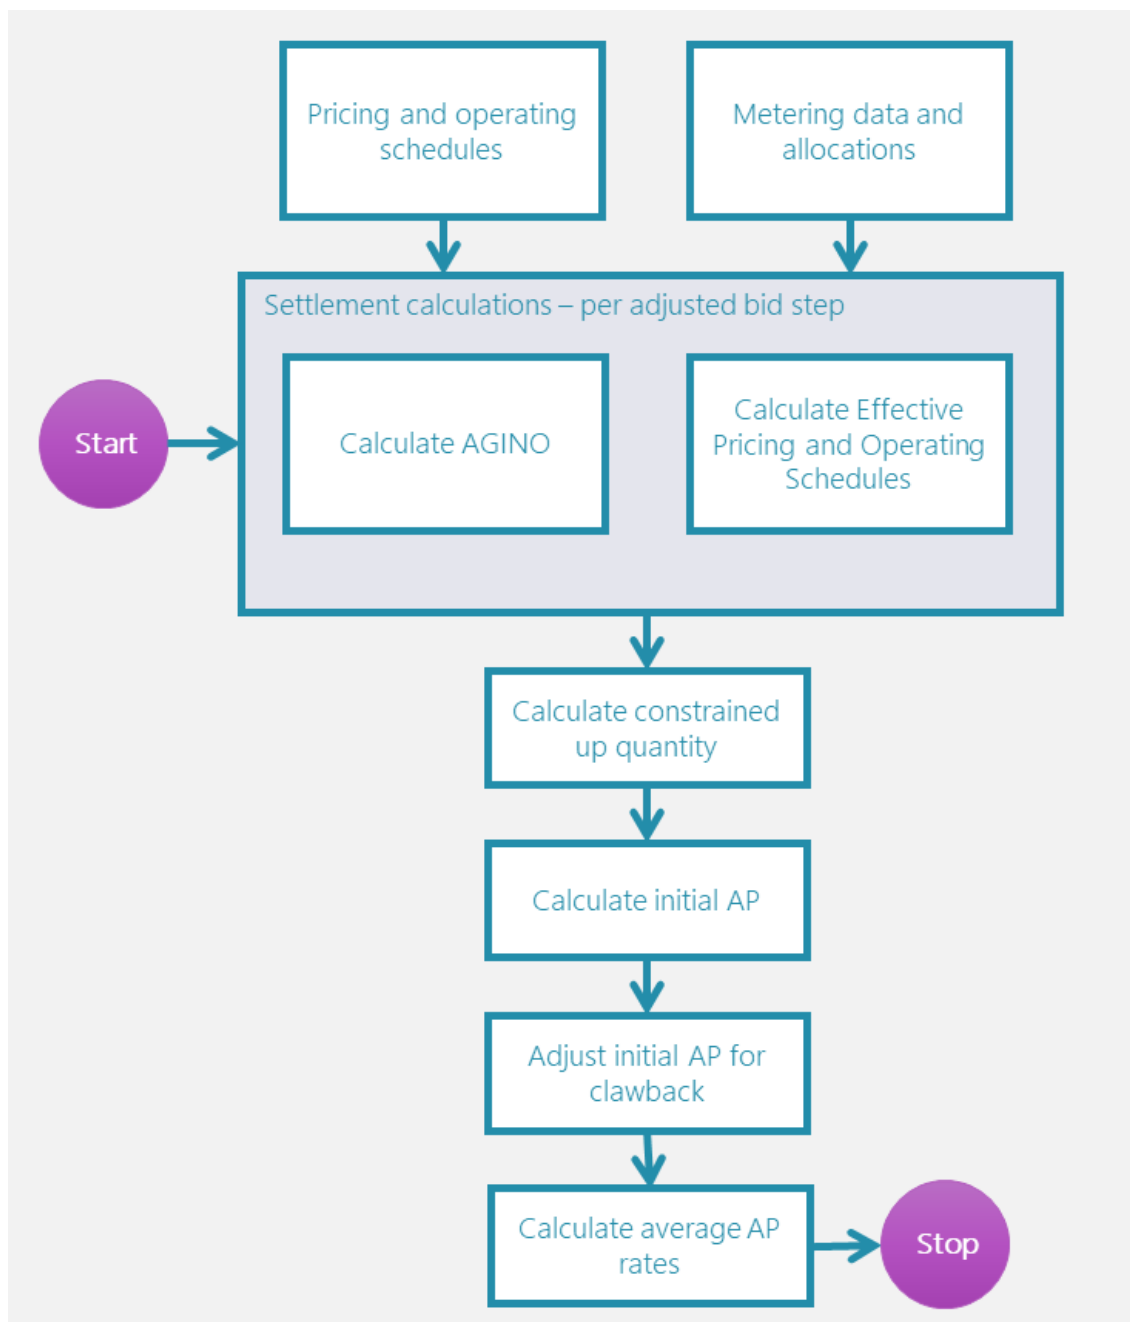 Pricing and operating
schedules
Metering data and
allocations
Settlement calculations – per adjusted bid step
Start
Calculate AGINO
Calculate Effective
Pricing and Operating
Schedules
Calculate constrained
up quantity
Calculate initial AP
Adjust initial AP for
clawback
Calculate average AP
rates
Stop